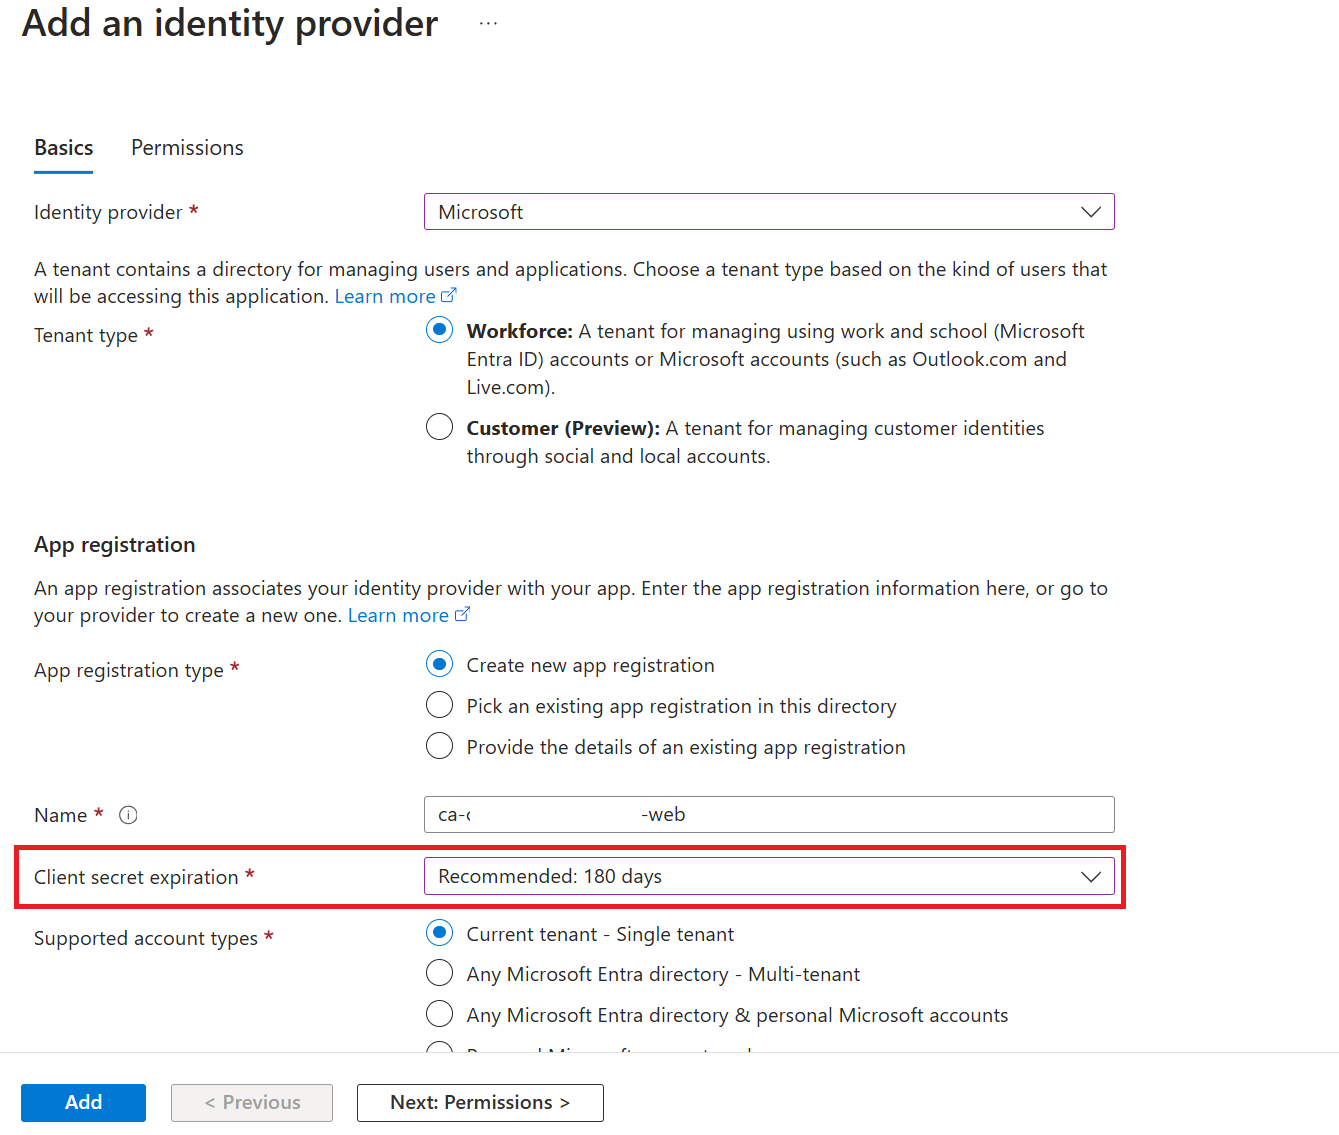 Add an identity provider ...
Basics Permissions
Identity provider * Microsoft
A tenant contains a directory for managing users and applications. Choose a tenant type based on the kind of users that
will be accessing this application. Learn more
Tenant type *
Workforce: A tenant for managing using work and school (Microsoft
Entra ID) accounts or Microsoft accounts (such as Outlook.com and
Live.com).
Customer (Preview): A tenant for managing customer identities
through social and local accounts.
App registration
An app registration associates your identity provider with your app. Enter the app registration information here, or go to
your provider to create a new one. Learn more
App registration type *
Create new app registration
Pick an existing app registration in this directory
Provide the details of an existing app registration
Name * ca- -web
Client secret expiration * Recommended: 180 days
Supported account types *
Current tenant - Single tenant
Any Microsoft Entra directory - Multi-tenant
Any Microsoft Entra directory & personal Microsoft accounts
Add < Previous Next: Permissions >